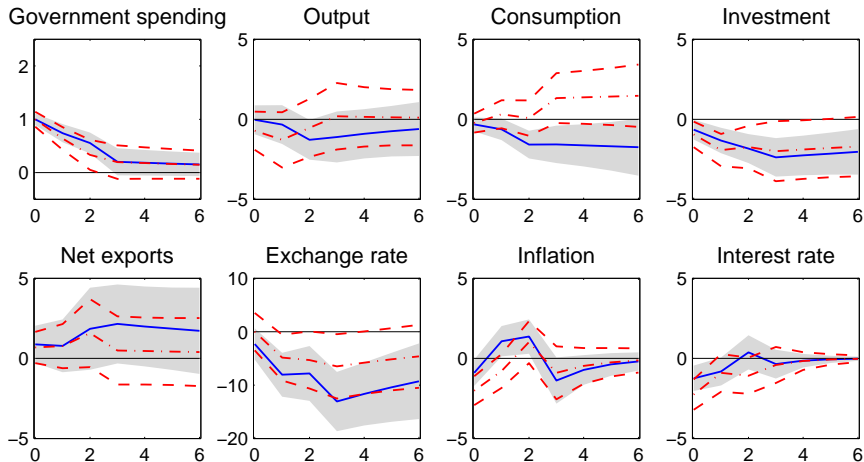 Government spending Output Consumption Investment
2 5 5 5
1 0 0 0
0 −5 −5 −5
0 2 4 6 0 2 4 6 0 2 4 6 0 2 4 6
Net exports Exchange rate Inflation Interest rate
5 10 5 5
0 0 0 0
−10
−5 −20 −5 −5
0 2 4 6 0 2 4 6 0 2 4 6 0 2 4 6